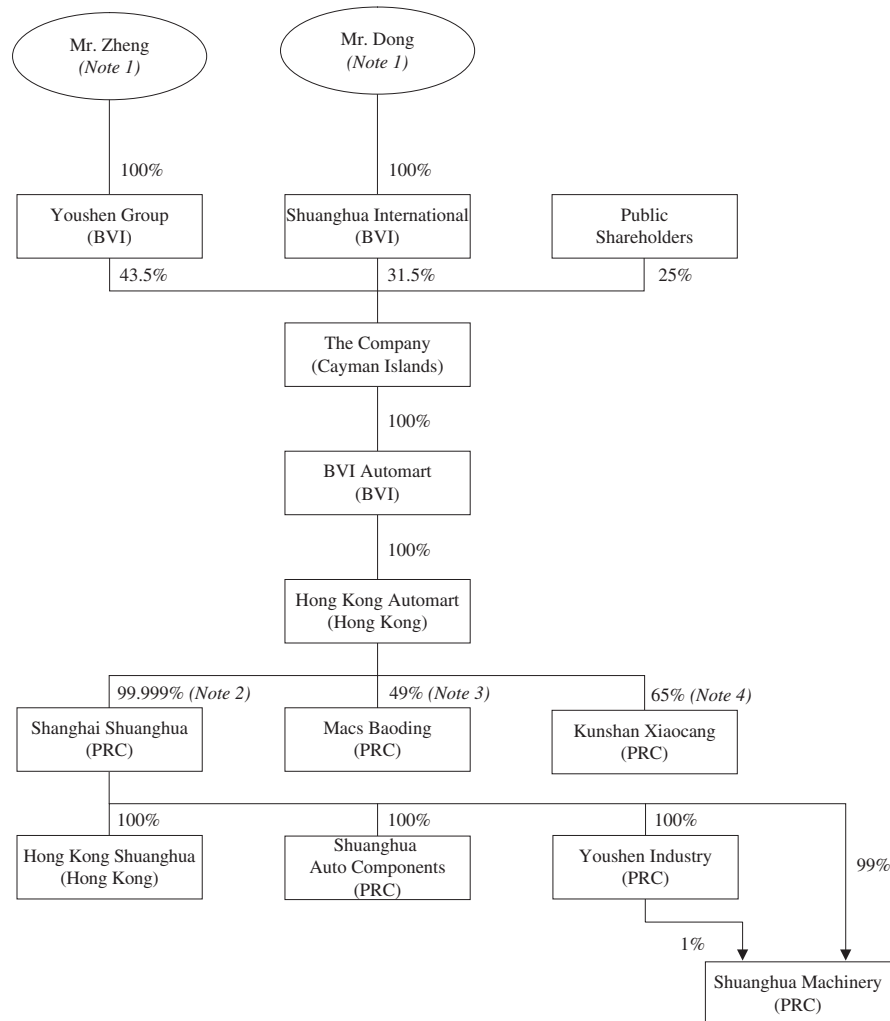 Mr. Zheng
(Note 1)
Mr. Dong
(Note 1)
100%
100%
Youshen Group
(BVI)
Shuanghua International
(BVI)
Public
Shareholders
43.5%
31.5%
25%
The Company
(Cayman Islands)
100%
BVI Automart
(BVI)
100%
Hong Kong Automart
(Hong Kong)
99.999% (Note 2)
49% (Note 3)
65% (Note 4)
Shanghai Shuanghua
(PRC)
Macs Baoding
(PRC)
Kunshan Xiaocang
(PRC)
100%
100%
100%
Hong Kong Shuanghua
(Hong Kong)
Shuanghua
Auto Components
(PRC)
Youshen Industry
(PRC)
99%
1%
Shuanghua Machinery
(PRC)